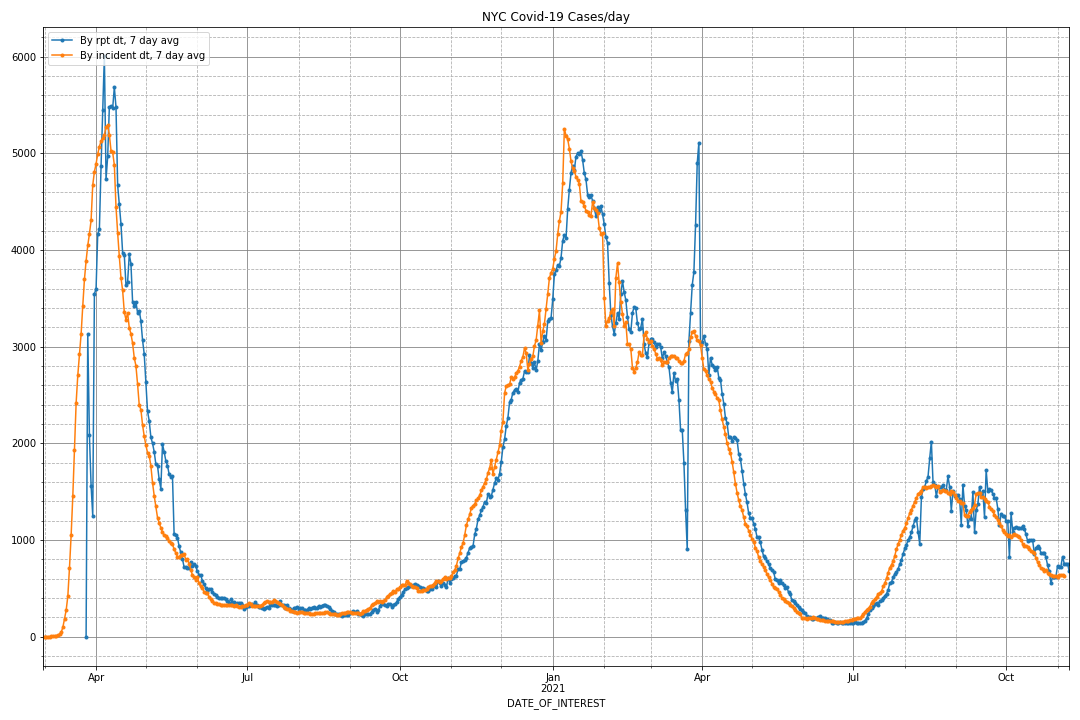 NYC Covid-19 Cases/day
By rpt dt, 7 day avg
By incident dt, 7 day avg
6000
5000
4000
3000
2000
1000
0
Apr Jul Oct Jan Apr Jul Oct
2021
DATE_OF_INTEREST